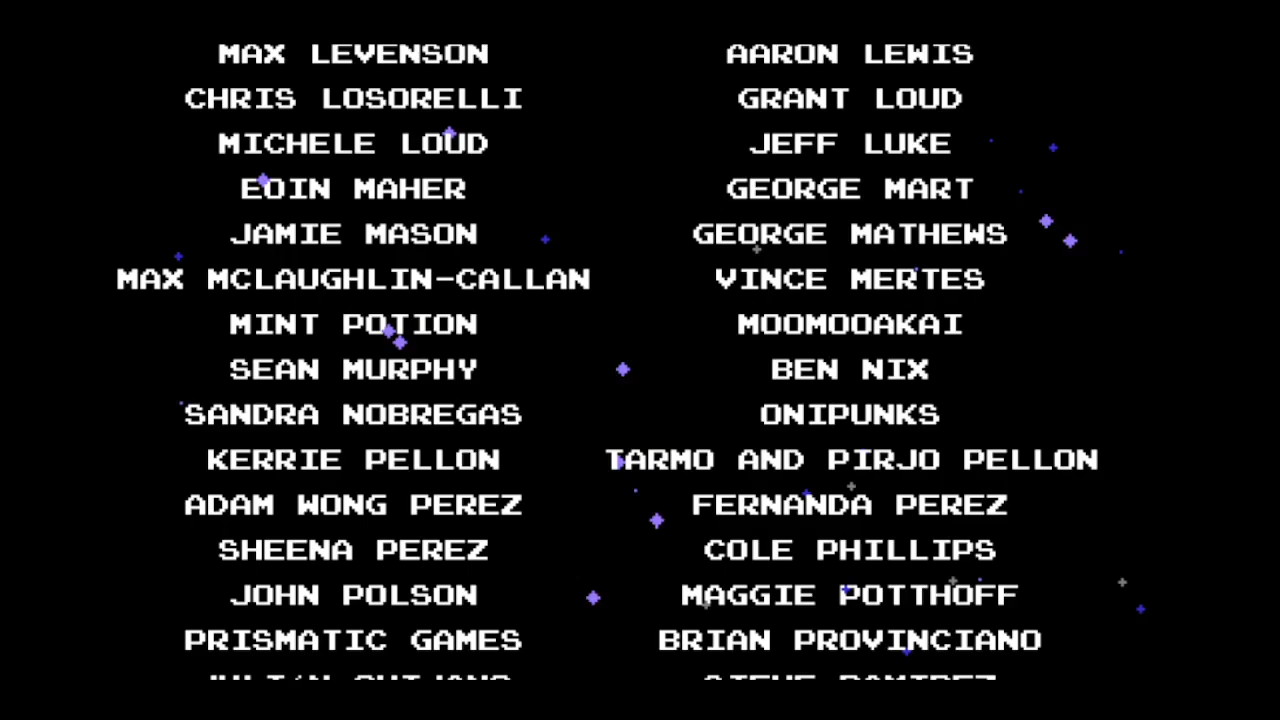 MAX LEVENSON AARON LEWIS
CHRIS LOSORELLI GRANT LOUD
MICHELE LOUD JEFF LUKE
EOIN MAHER GEORGE MART
JAMIE MASON GEORGE MATHEWS
MAX MCLAUGHLIN-CALLAN VINCE MERTES
MINT POTION MOOMOOAKAI
SEAN MURPHY BEN NIX
SANDRA NOBREGAS ONIPUNKS
KERRIE PELLON TARMO AND PIRJO PELLON
ADAM WONG PEREZ FERNANDA PEREZ
SHEENA PEREZ COLE PHILLIPS
JOHN POLSON MAGGIE POTTHOFF
PRISMATIC GAMES BRIAN PROVINCIANO